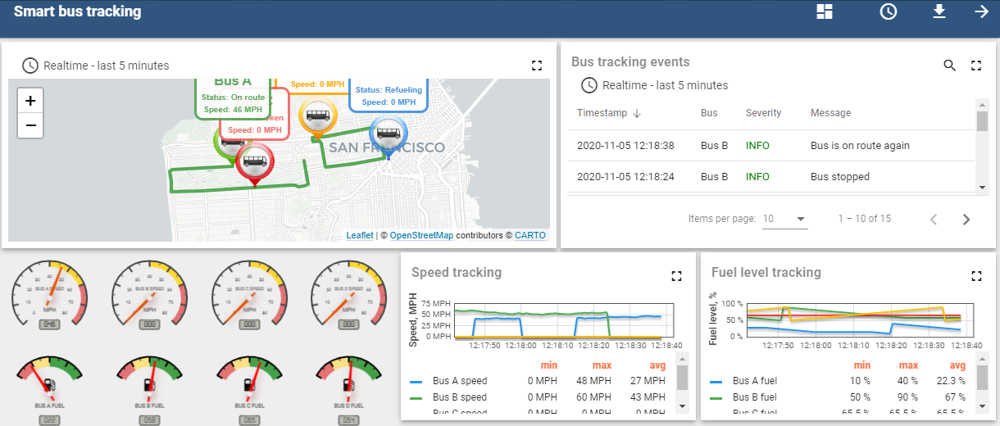 Smart bus tracking
Realtime - last 5 minutes
+
−
Bus A
Status: On route
Speed: 46 MPH
Speed: 0 MPH
Speed: 0 MPH
Status: Refueling
Speed: 0 MPH
SAN FRANCISCO
Leaflet | © OpenStreetMap contributors © CARTO
Bus tracking events
Realtime - last 5 minutes
Timestamp Bus Severity Message
2020-11-05 12:18:38 Bus B INFO Bus is on route again
2020-11-05 12:18:24 Bus B INFO Bus stopped
Items per page: 10 1 – 10 of 15
BUS A SPEED
MPH
046
BUS B SPEED
MPH
000
BUS C SPEED
MPH
000
BUS D SPEED
MPH
000
BUS A FUEL
022
BUS B FUEL
058
BUS C FUEL
065
BUS D FUEL
054
Speed tracking
Speed, MPH
75 MPH
50 MPH
25 MPH
0 MPH
12:17:50 12:18:00 12:18:10 12:18:20 12:18:30 12:18:40
min max avg
Bus A speed 0 MPH 48 MPH 27 MPH
Bus B speed 0 MPH 60 MPH 43 MPH
Bus C speed 0 MPH 0 MPH 0 MPH
Fuel level tracking
Fuel level, %
100 %
50 %
0 %
12:17:50 12:18:00 12:18:10 12:18:20 12:18:30 12:18:40
min max avg
Bus A fuel 10 % 40 % 22.3 %
Bus B fuel 50 % 90 % 67 %
Bus C fuel 65.5 % 65.5 % 65.5 %